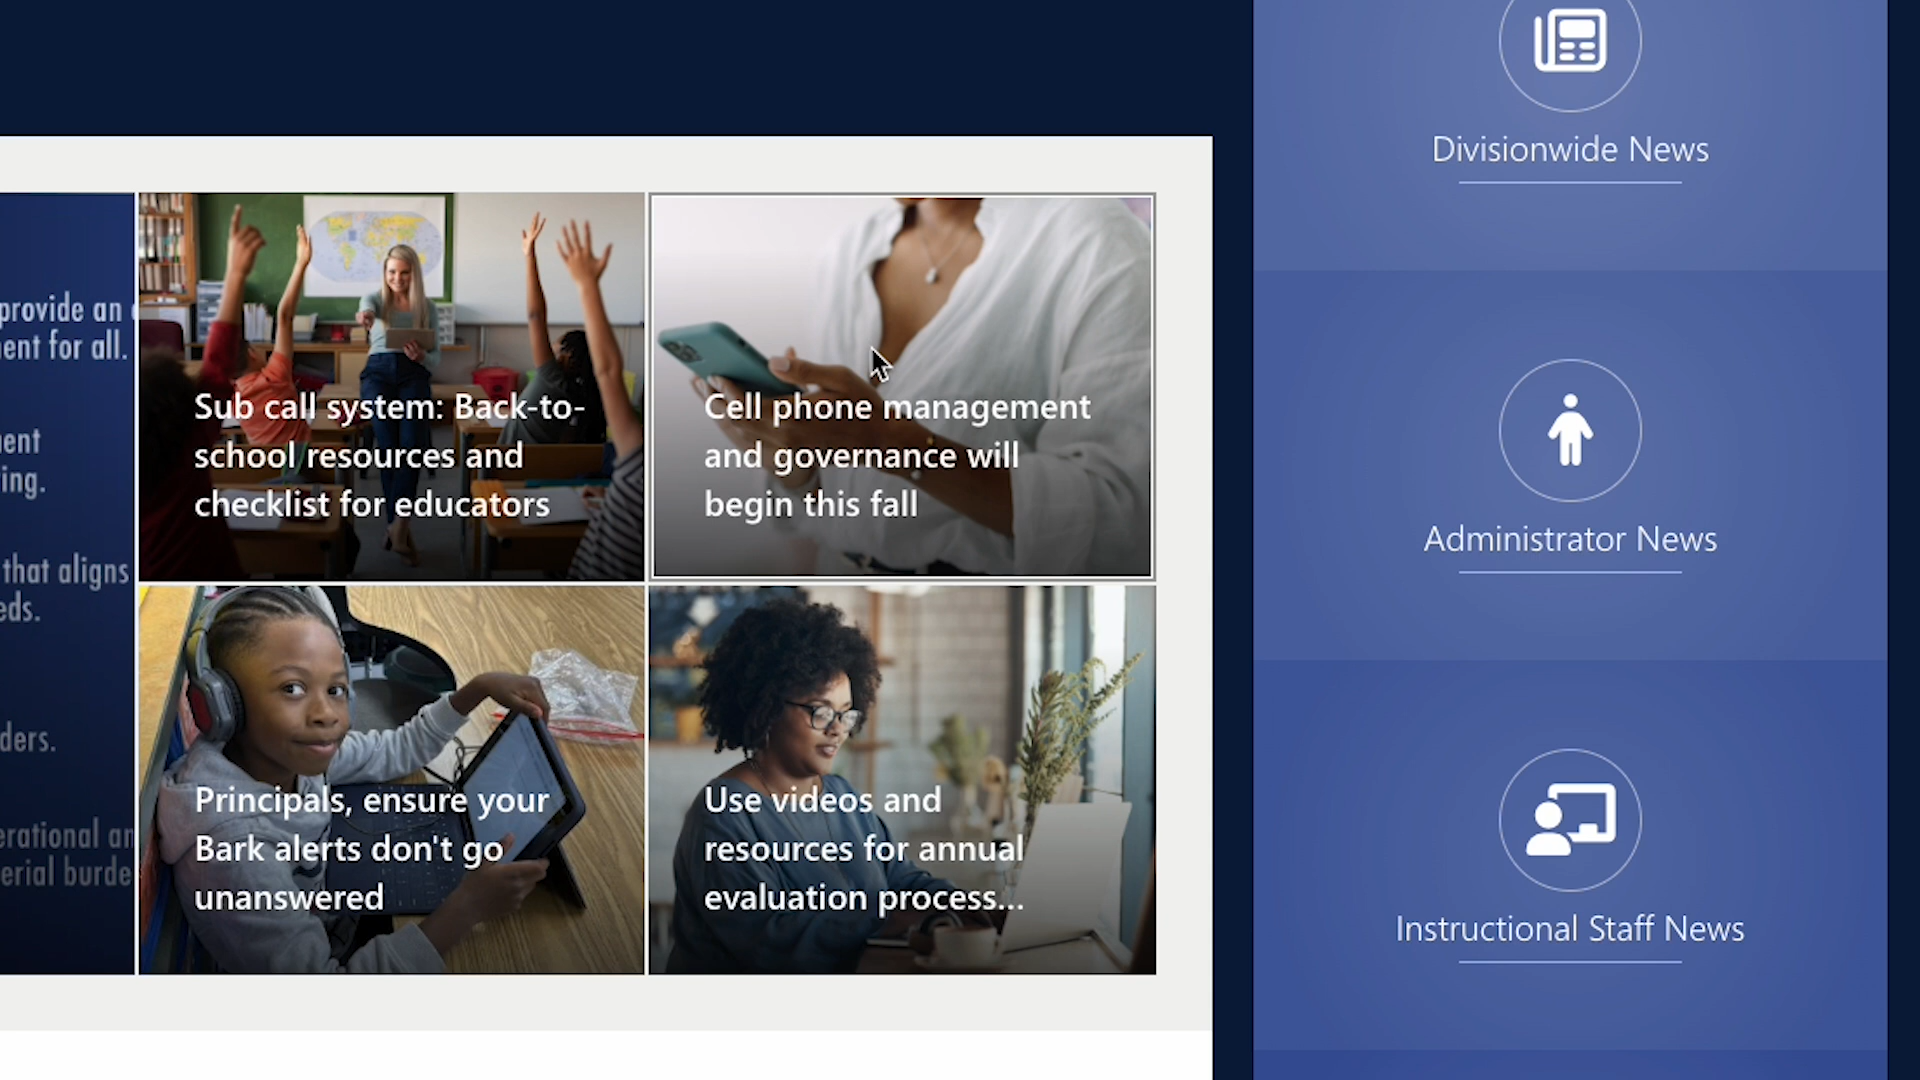 provide an
ent for all.
ent
ing.
that aligns
eds.
ders.
erational an
erial burde
Sub call system: Back-to-
school resources and
checklist for educators
Cell phone management
and governance will
begin this fall
Principals, ensure your
Bark alerts don't go
unanswered
Use videos and
resources for annual
evaluation process...
Divisionwide News
Administrator News
Instructional Staff News